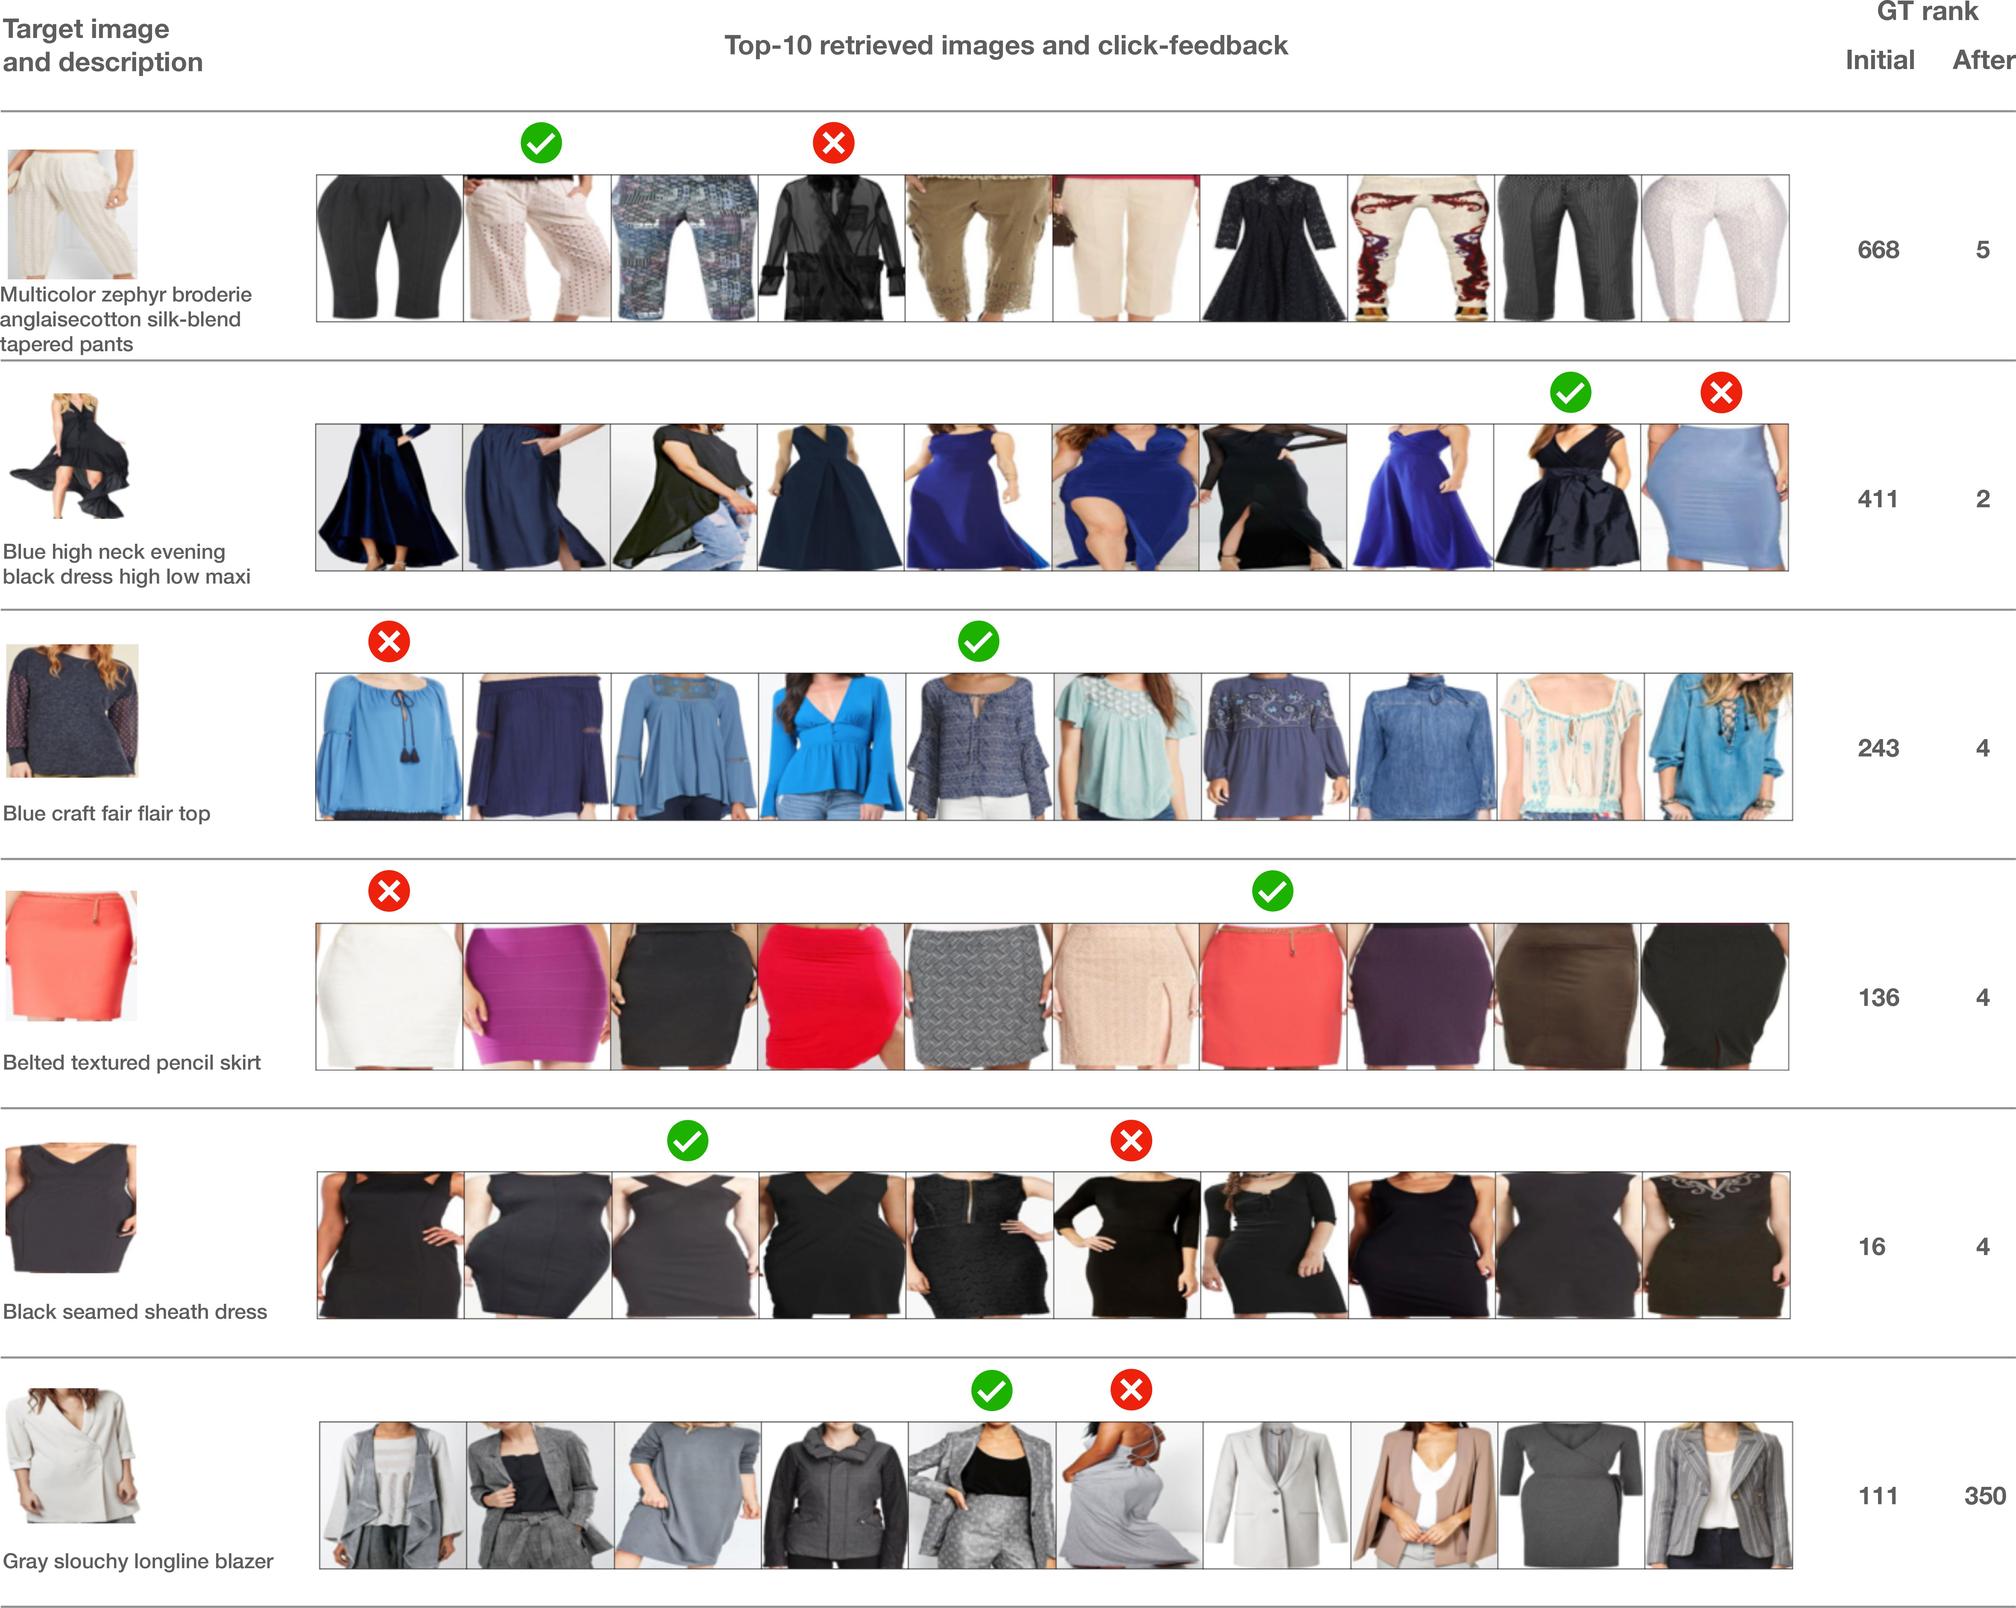 Target image
and description
Top-10 retrieved images and click-feedback
GT rank
Initial After
Multicolor zephyr broderie
anglaisecotton silk-blend
tapered pants
668 5
Blue high neck evening
black dress high low maxi
411 2
Blue craft fair flair top
243 4
Belted textured pencil skirt
136 4
Black seamed sheath dress
16 4
Gray slouchy longline blazer
111 350